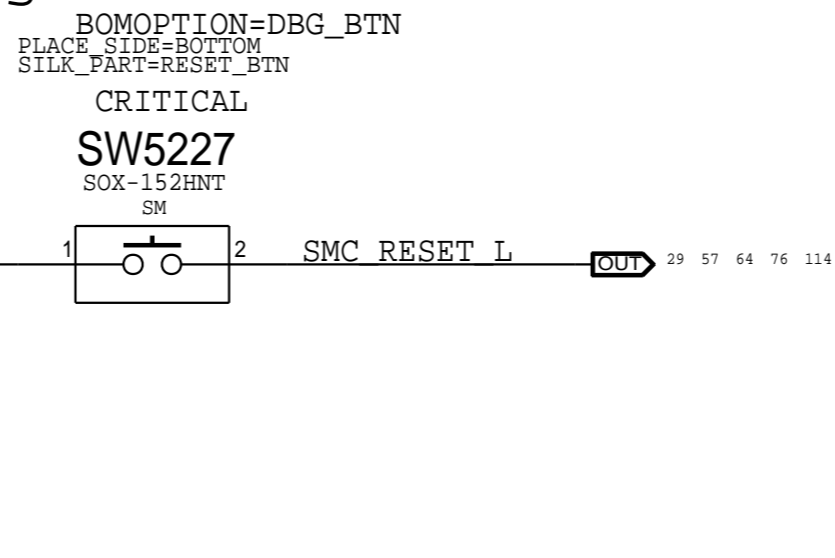 BOMOPTION=DBG_BTN
PLACE_SIDE=BOTTOM
SILK_PART=RESET_BTN
CRITICAL
SW5227
SOX-152HNT
SM
1 2 SMC_RESET_L OUT 29 57 64 76 114